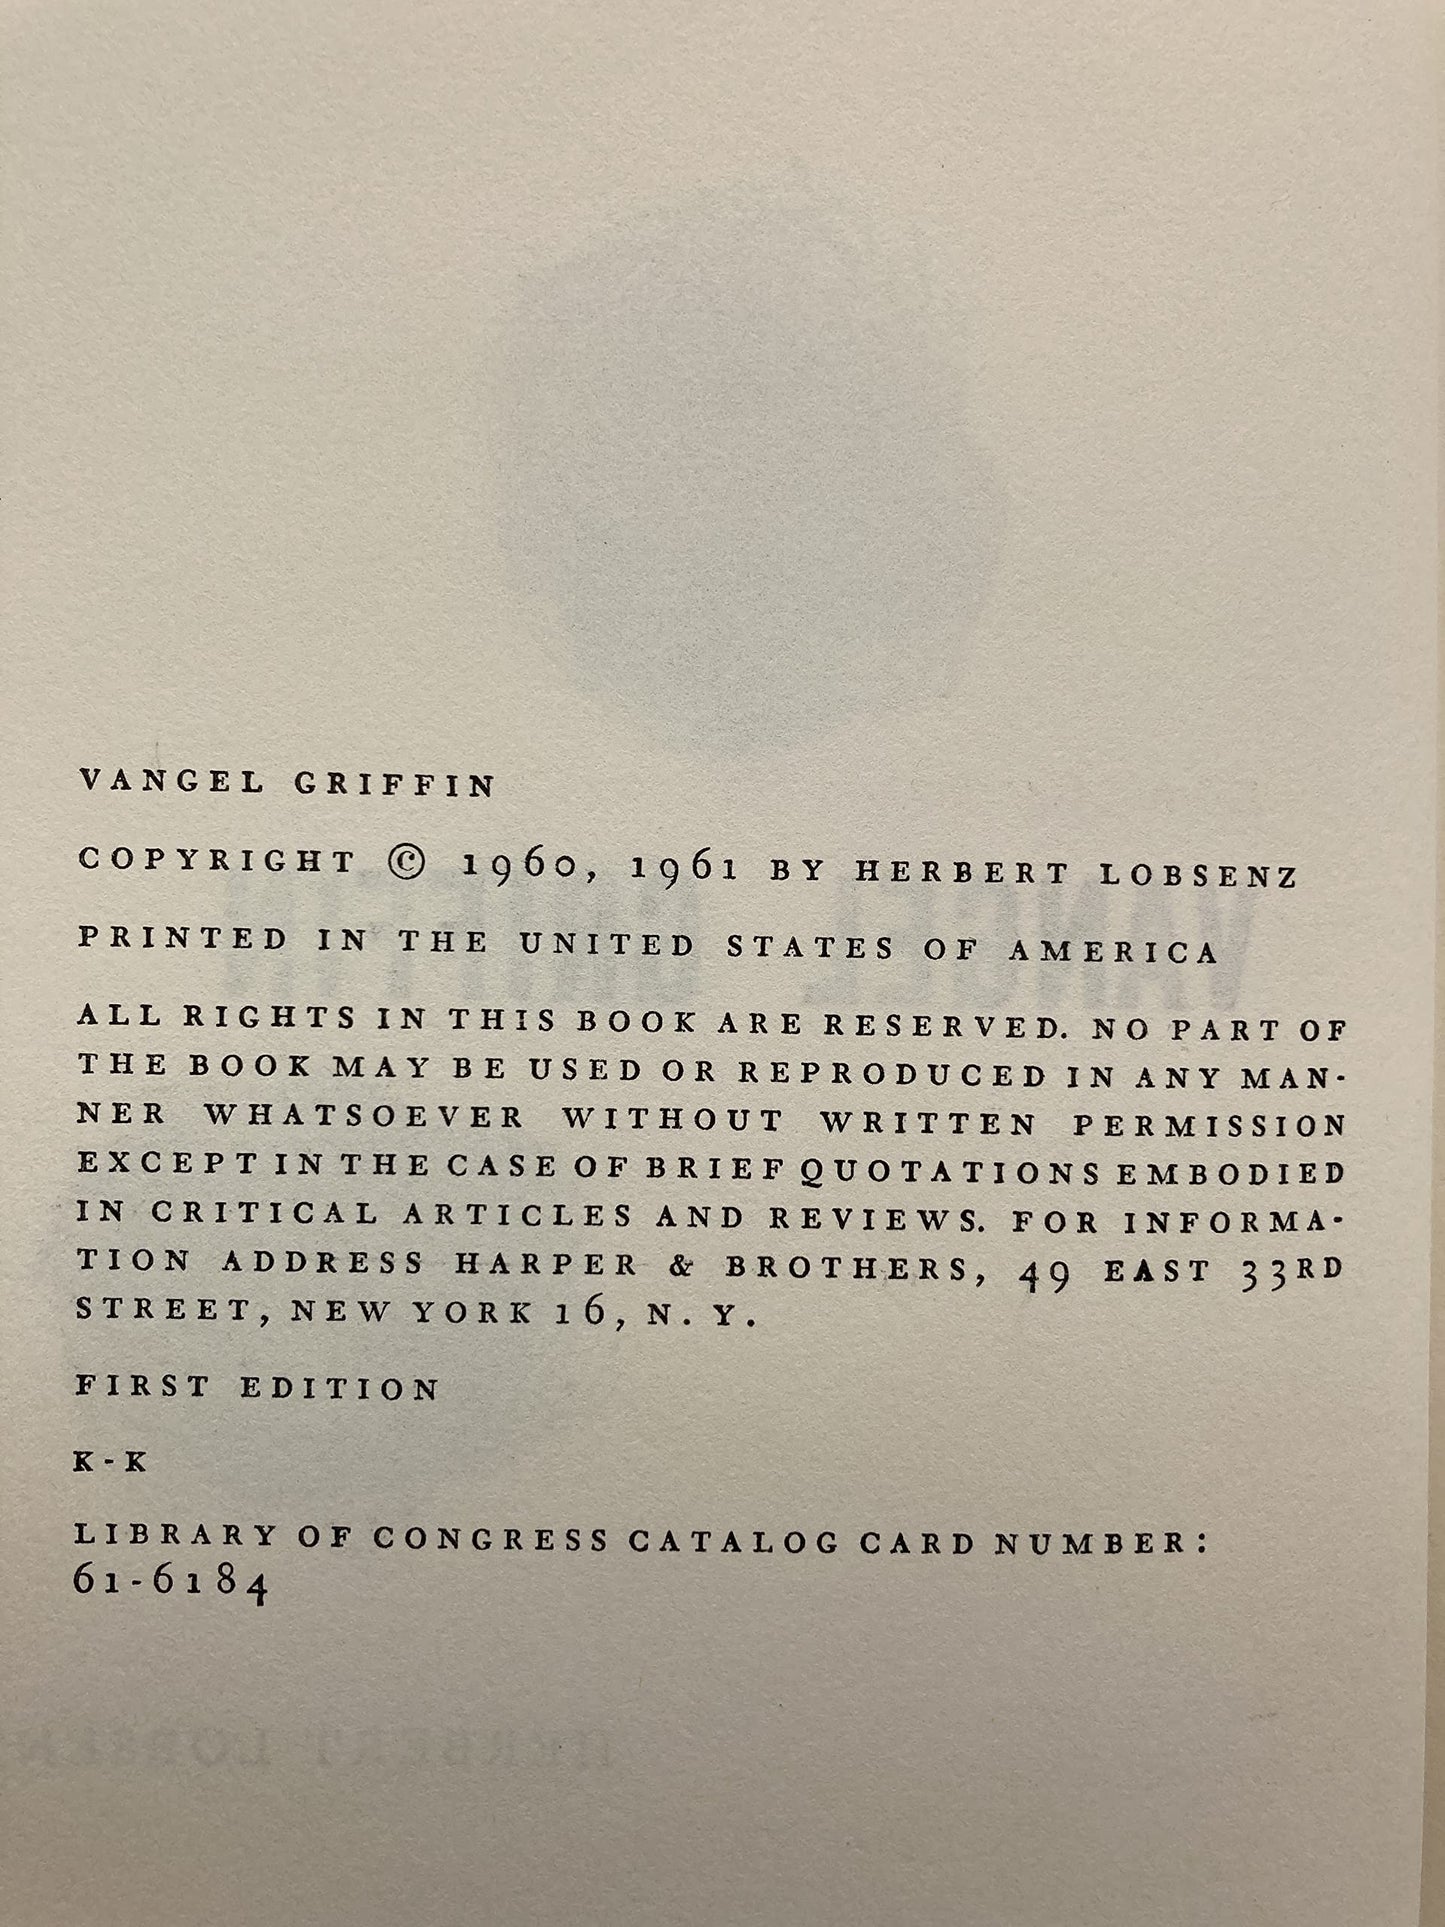 VANGEL GRIFFIN
COPYRIGHT © 1960, 1961 BY HERBERT LOBSENZ
PRINTED IN THE UNITED STATES OF AMERICA
ALL RIGHTS IN THIS BOOK ARE RESERVED. NO PART OF
THE BOOK MAY BE USED OR REPRODUCED IN ANY MAN-
NER WHATSOEVER WITHOUT WRITTEN PERMISSION
EXCEPT IN THE CASE OF BRIEF QUOTATIONS EMBODIED
IN CRITICAL ARTICLES AND REVIEWS. FOR INFORMA-
TION ADDRESS HARPER & BROTHERS, 49 EAST 33RD
STREET, NEW YORK 16, N. Y.
FIRST EDITION
K-K
LIBRARY OF CONGRESS CATALOG CARD NUMBER:
61-6184